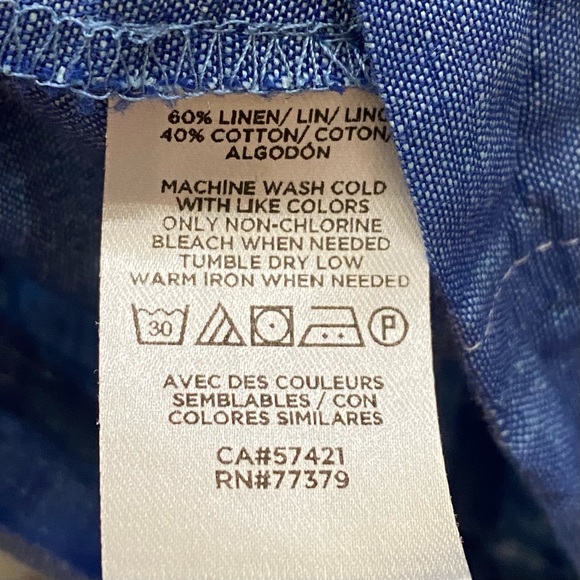 60% LINEN/ LIN/ LINO
40% COTTON/ COTON/
ALGODÓN
MACHINE WASH COLD
WITH LIKE COLORS
ONLY NON-CHLORINE
BLEACH WHEN NEEDED
TUMBLE DRY LOW
WARM IRON WHEN NEEDED
30 P
AVEC DES COULEURS
SEMBLABLES / CON
COLORES SIMILARES
CA#57421
RN#77379